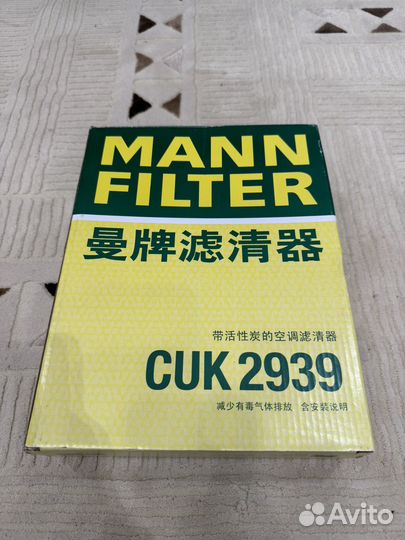 MANN
FILTER
曼牌滤清器
带活性炭的空调滤清器
CUK 2939
减少有毒气体排放 含安装说明
Avito